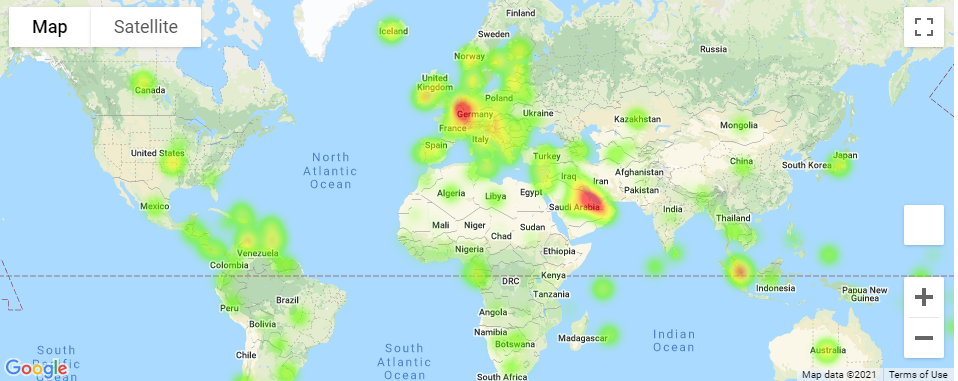 Map
Satellite
Iceland
Finland
Sweden
Norway
Russia
Canada
United
Kingdom
Poland
Germany
Ukraine
Kazakhstan
Mongolia
France
Italy
Spain
North
Atlantic
Ocean
United States
Turkey
China
Japan
South Korea
Afghanistan
Iraq
Iran
Pakistan
Algeria
Libya
Egypt
Saudi Arabia
India
Mexico
Mali
Niger
Sudan
Chad
Thailand
Nigeria
Ethiopia
Venezuela
Colombia
DRC
Kenya
Indonesia
Papua New
Guinea
Tanzania
Peru
Brazil
Angola
Bolivia
Namibia
Botswana
Madagascar
Indian
Ocean
South
Pacific
Ocean
Chile
South
Atlantic
Ocean
Australia
South Africa
Google
Map data ©2021
Terms of Use